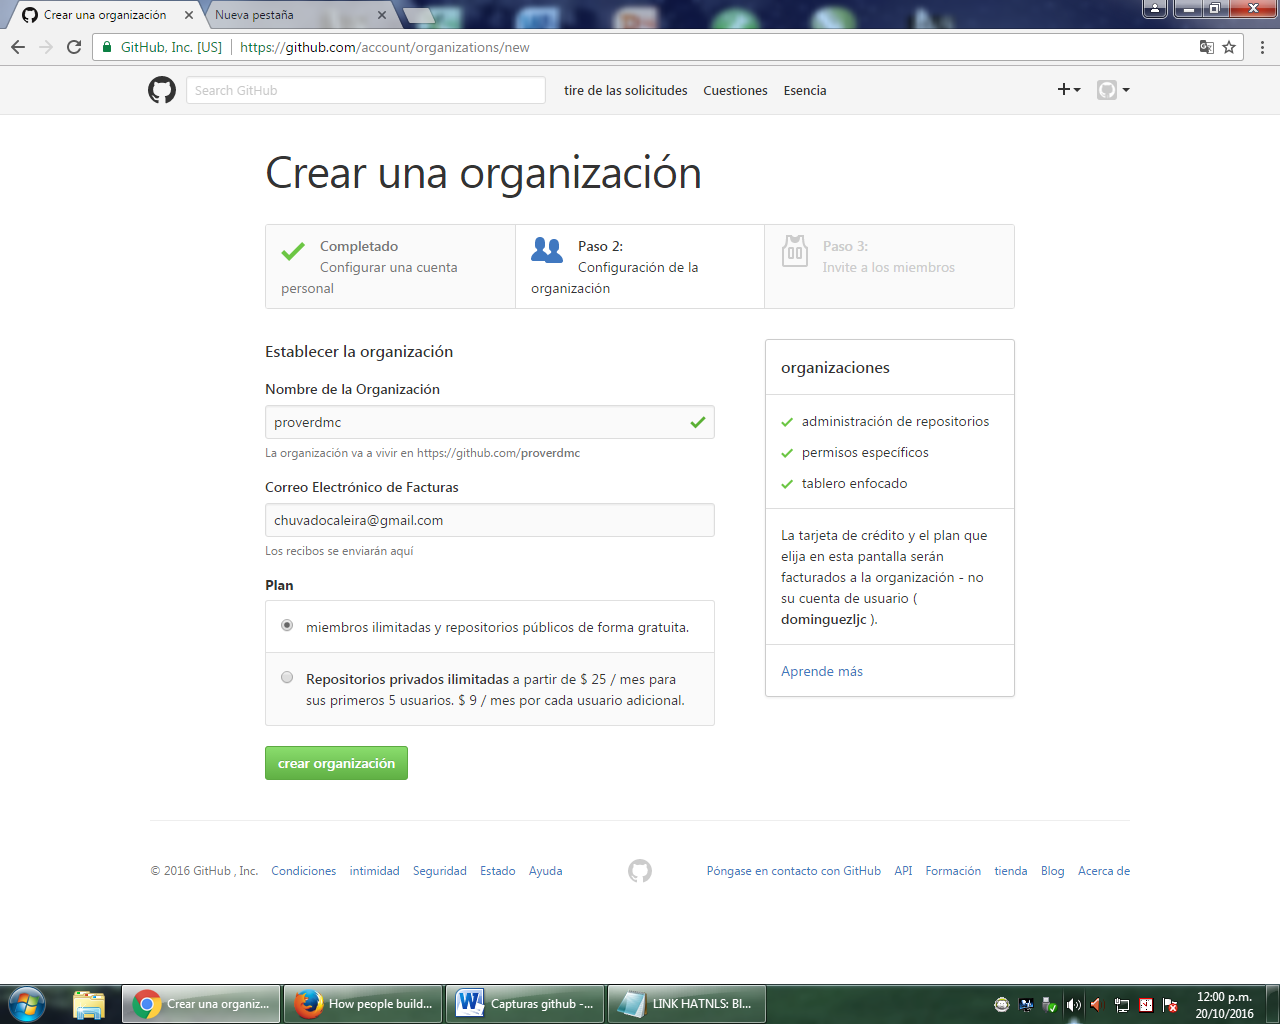 Crear una organización
Nueva pestaña
GitHub, Inc. [US]
https://github.com/account/organizations/new
Search GitHub
tire de las solicitudes
Cuestiones
Esencia
Crear una organización
Completado
Configurar una cuenta
personal
Paso 2:
Configuración de la
organización
Paso 3:
Invite a los miembros
Establecer la organización
Nombre de la Organización
proverdmc
La organización va a vivir en https://github.com/proverdmc
Correo Electrónico de Facturas
chuvadocaleira@gmail.com
Los recibos se enviarán aquí
Plan
miembros ilimitadas y repositorios públicos de forma gratuita.
Repositorios privados ilimitadas a partir de $ 25 / mes para
sus primeros 5 usuarios. $ 9 / mes por cada usuario adicional.
crear organización
organizaciones
administración de repositorios
permisos específicos
tablero enfocado
La tarjeta de crédito y el plan que
elija en esta pantalla serán
facturados a la organización - no
su cuenta de usuario (
dominguezljc ).
Aprende más
© 2016 GitHub , Inc.
Condiciones
intimidad
Seguridad
Estado
Ayuda
Póngase en contacto con GitHub
API
Formación
tienda
Blog
Acerca de
Crear una organiz...
How people build...
Capturas github -...
LINK HATNLS: Bl...
12:00 p.m.
20/10/2016